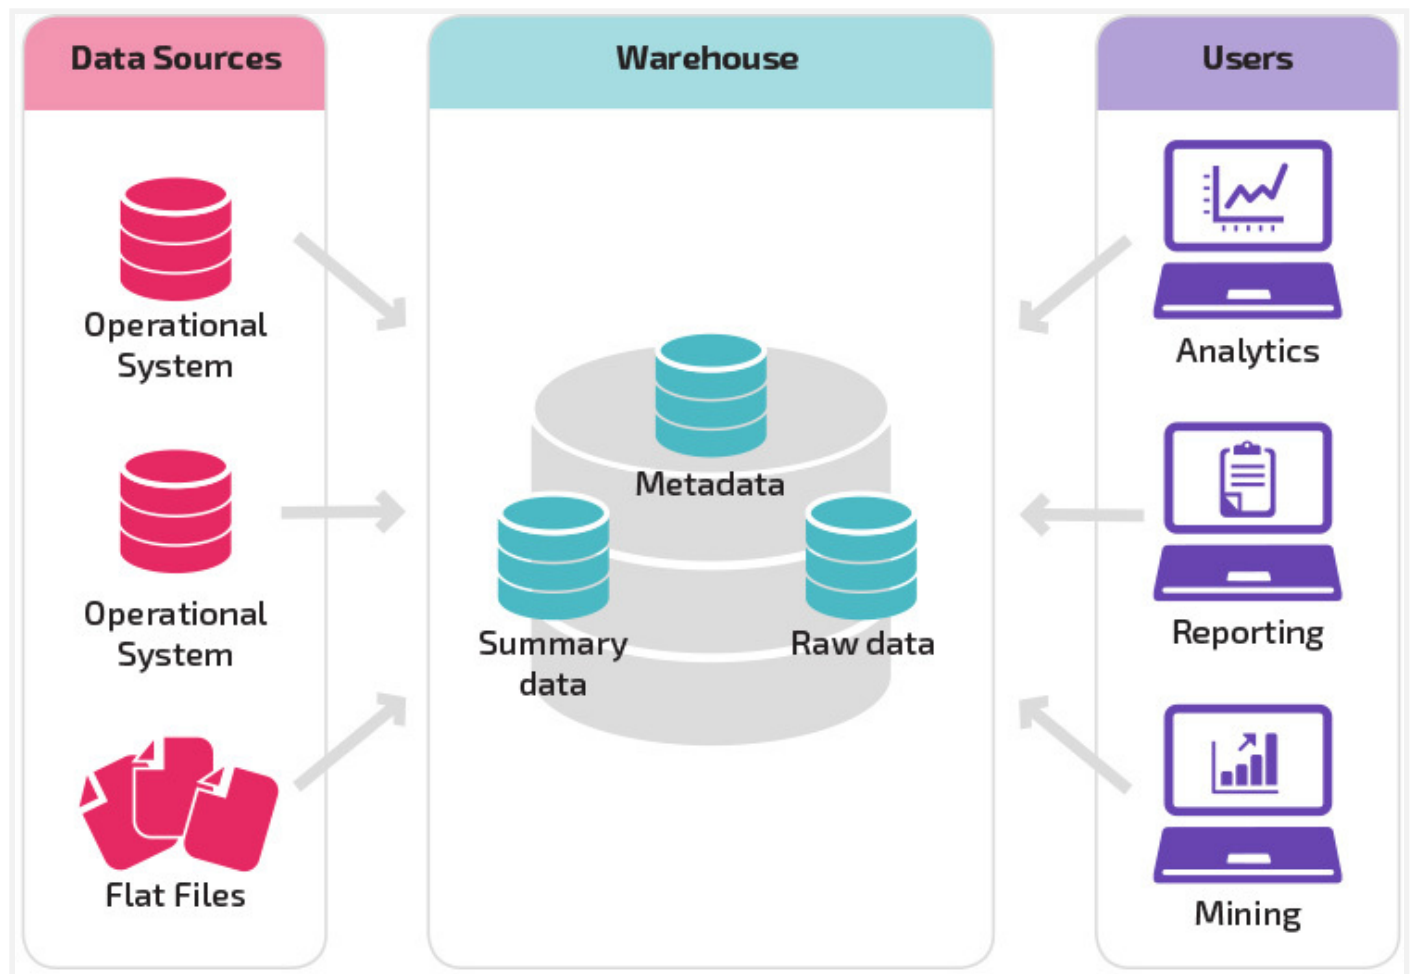 Data Sources
Operational
System
Operational
System
Flat Files
Warehouse
Metadata
Summary
data
Raw data
Users
Analytics
Reporting
Mining